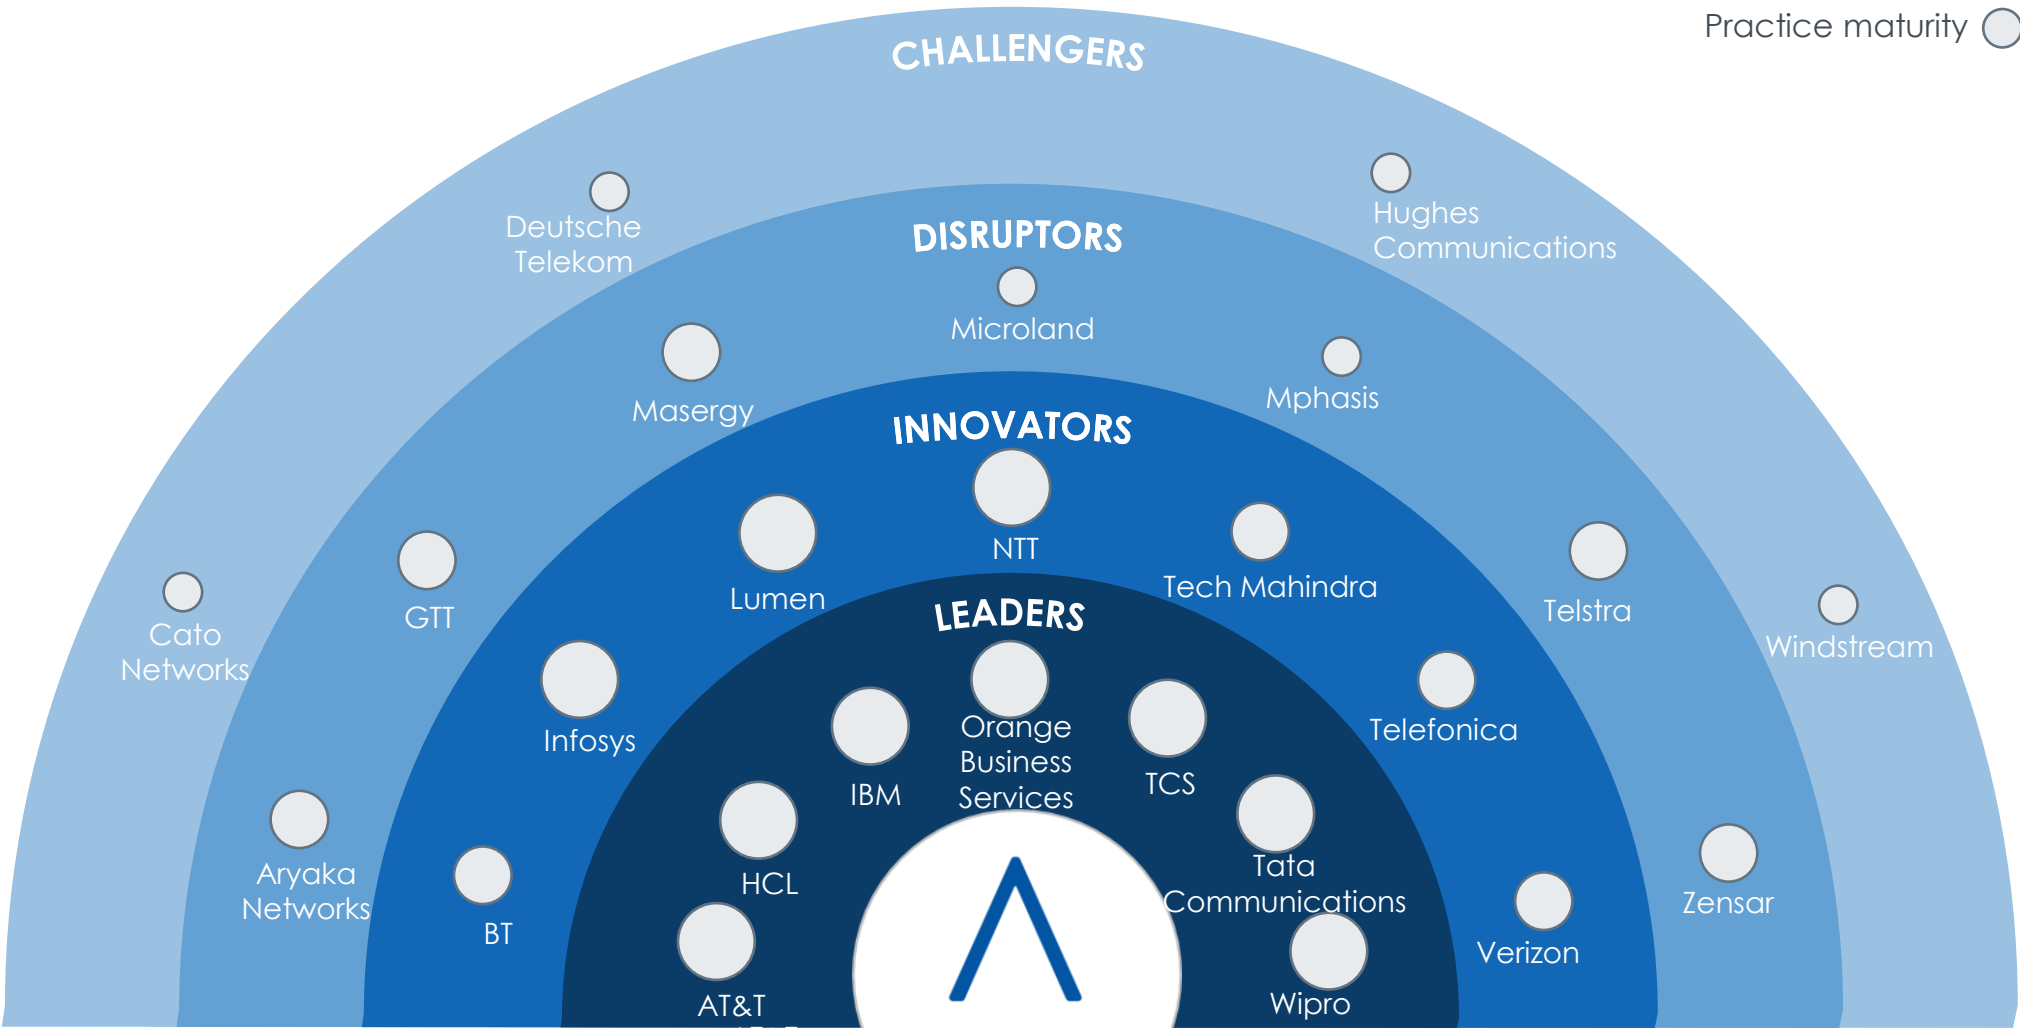 Practice maturity
CHALLENGERS
Deutsche
Telekom
Hughes
Communications
Cato
Networks
Windstream
DISRUPTORS
Microland
Masergy
Mphasis
GTT
Telstra
Aryaka
Networks
Zensar
INNOVATORS
NTT
Lumen
Tech Mahindra
Infosys
Telefonica
BT
Verizon
LEADERS
Orange
Business
Services
IBM
TCS
HCL
Tata
Communications
AT&T
Wipro